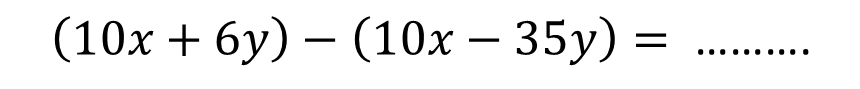 (10x + 6y) − (10x − 35y) = ..........